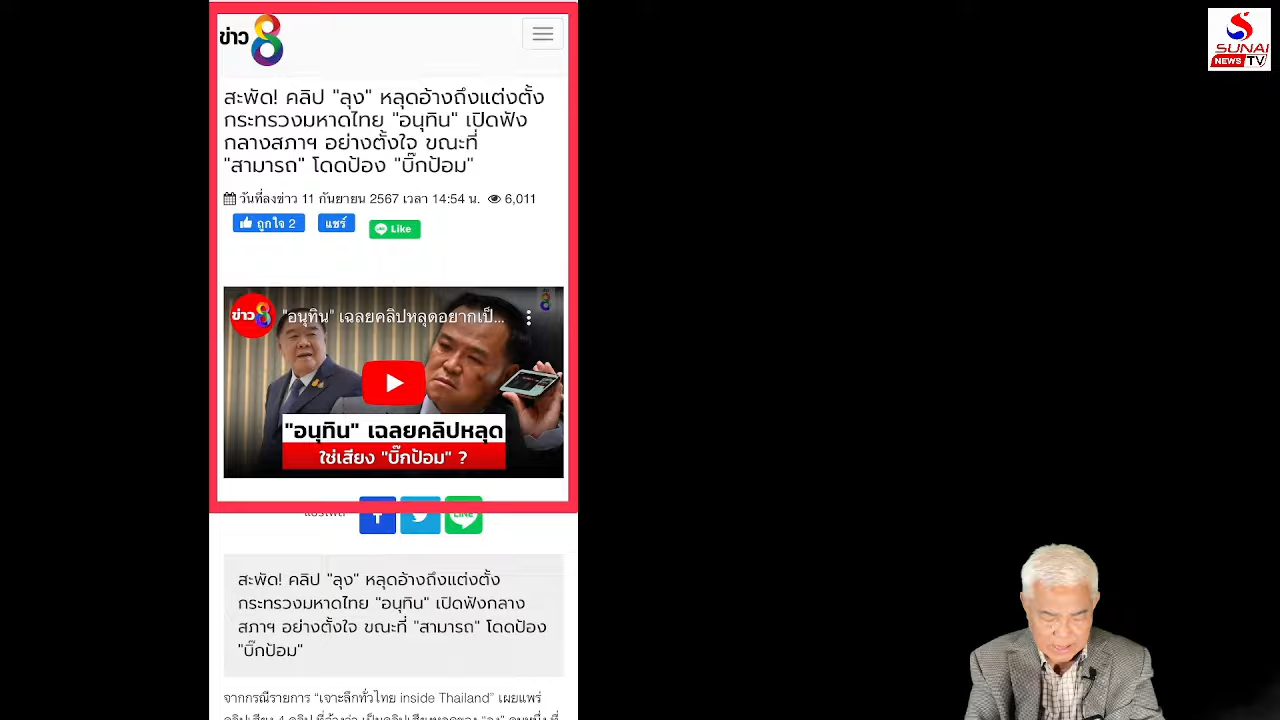 ข่าว 8
สะพัด! คลิป "ลุง" หลุดอ้างถึงแต่งตั้ง
กระทรวงมหาดไทย "อนุทิน" เปิดฟัง
กลางสภาฯ อย่างตั้งใจ ขณะที่
"สามารถ" โดดป้อง "บิ๊กป้อม"
วันที่ลงข่าว 11 กันยายน 2567 เวลา 14:54 น. 6,011
ถูกใจ 2 แชร์ Like
ข่าว 8 "อนุทิน" เฉลยคลิปหลุดอยากเป็...
8
"อนุทิน" เฉลยคลิปหลุด
ใช่เสียง "บิ๊กป้อม" ?
LINE
สะพัด! คลิป "ลุง" หลุดอ้างถึงแต่งตั้ง
กระทรวงมหาดไทย "อนุทิน" เปิดฟังกลาง
สภาฯ อย่างตั้งใจ ขณะที่ "สามารถ" โดดป้อง
"บิ๊กป้อม"
จากกรณีรายการ “เจาะลึกทั่วไทย inside Thailand” เผยแพร่
SUNAI
NEWS TV